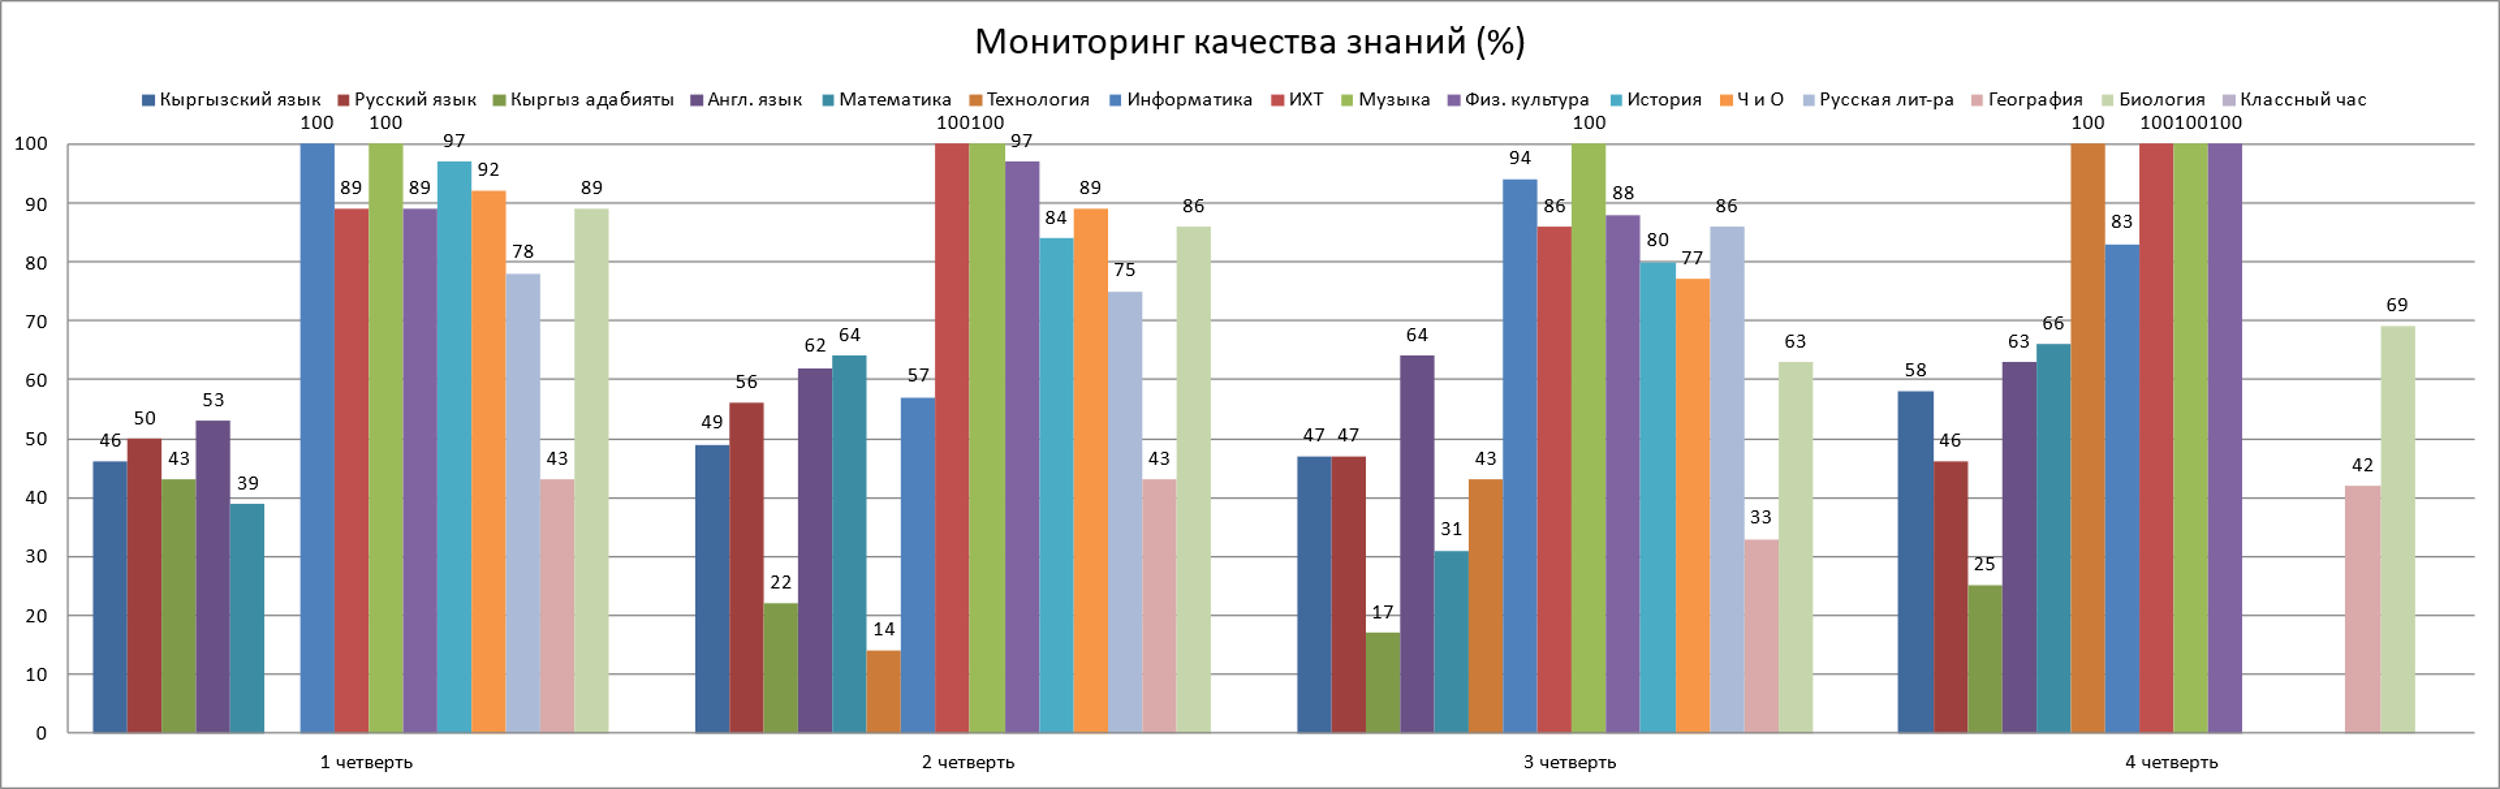 Мониторинг качества знаний (%)
Кыргызский язык Русский язык Кыргыз адабияты Англ. язык Математика Технология Информатика ИХТ Музыка Физ. культура История Ч и О Русская лит-ра География Биология Классный час
100 100 100 100 100 100 100 100 100
100 97 97
94
92
89 89 89 89 88
90 86 86 86
84 83
80 80
78 77
75
70 69
64 64 66
62 63 63
60
58
56 57
53
50 50
49
46 47 47 46
43 43 43 43 42
40 39
33
30 31
25
20 22
17
14
10
0
1 четверть 2 четверть 3 четверть 4 четверть